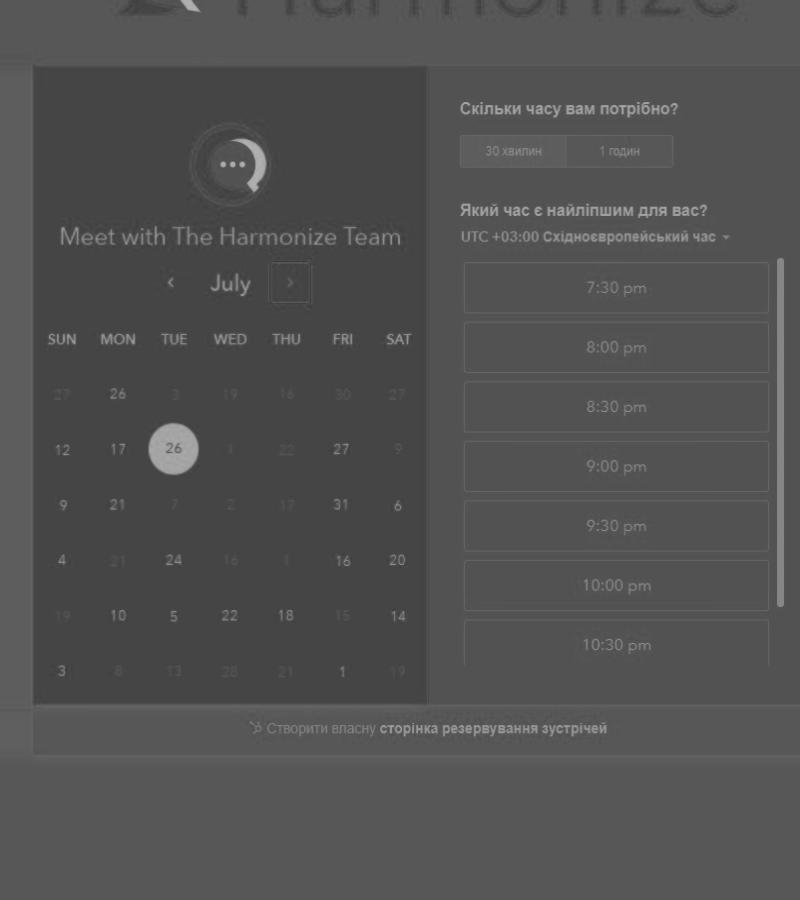 Harmonize
Meet with The Harmonize Team
July
SUN MON TUE WED THU FRI SAT
27 26 3 19 16 30 27
12 17 26 1 22 27 9
9 21 7 2 17 31 6
4 21 24 16 1 16 20
19 10 5 22 18 15 14
3 8 13 28 21 1 19
Скільки часу вам потрібно?
30 хвилин 1 годин
Який час є найліпшим для вас?
UTC +03:00 Східноєвропейський час
7:30 pm
8:00 pm
8:30 pm
9:00 pm
9:30 pm
10:00 pm
10:30 pm
Створити власну сторінка резервування зустрічей